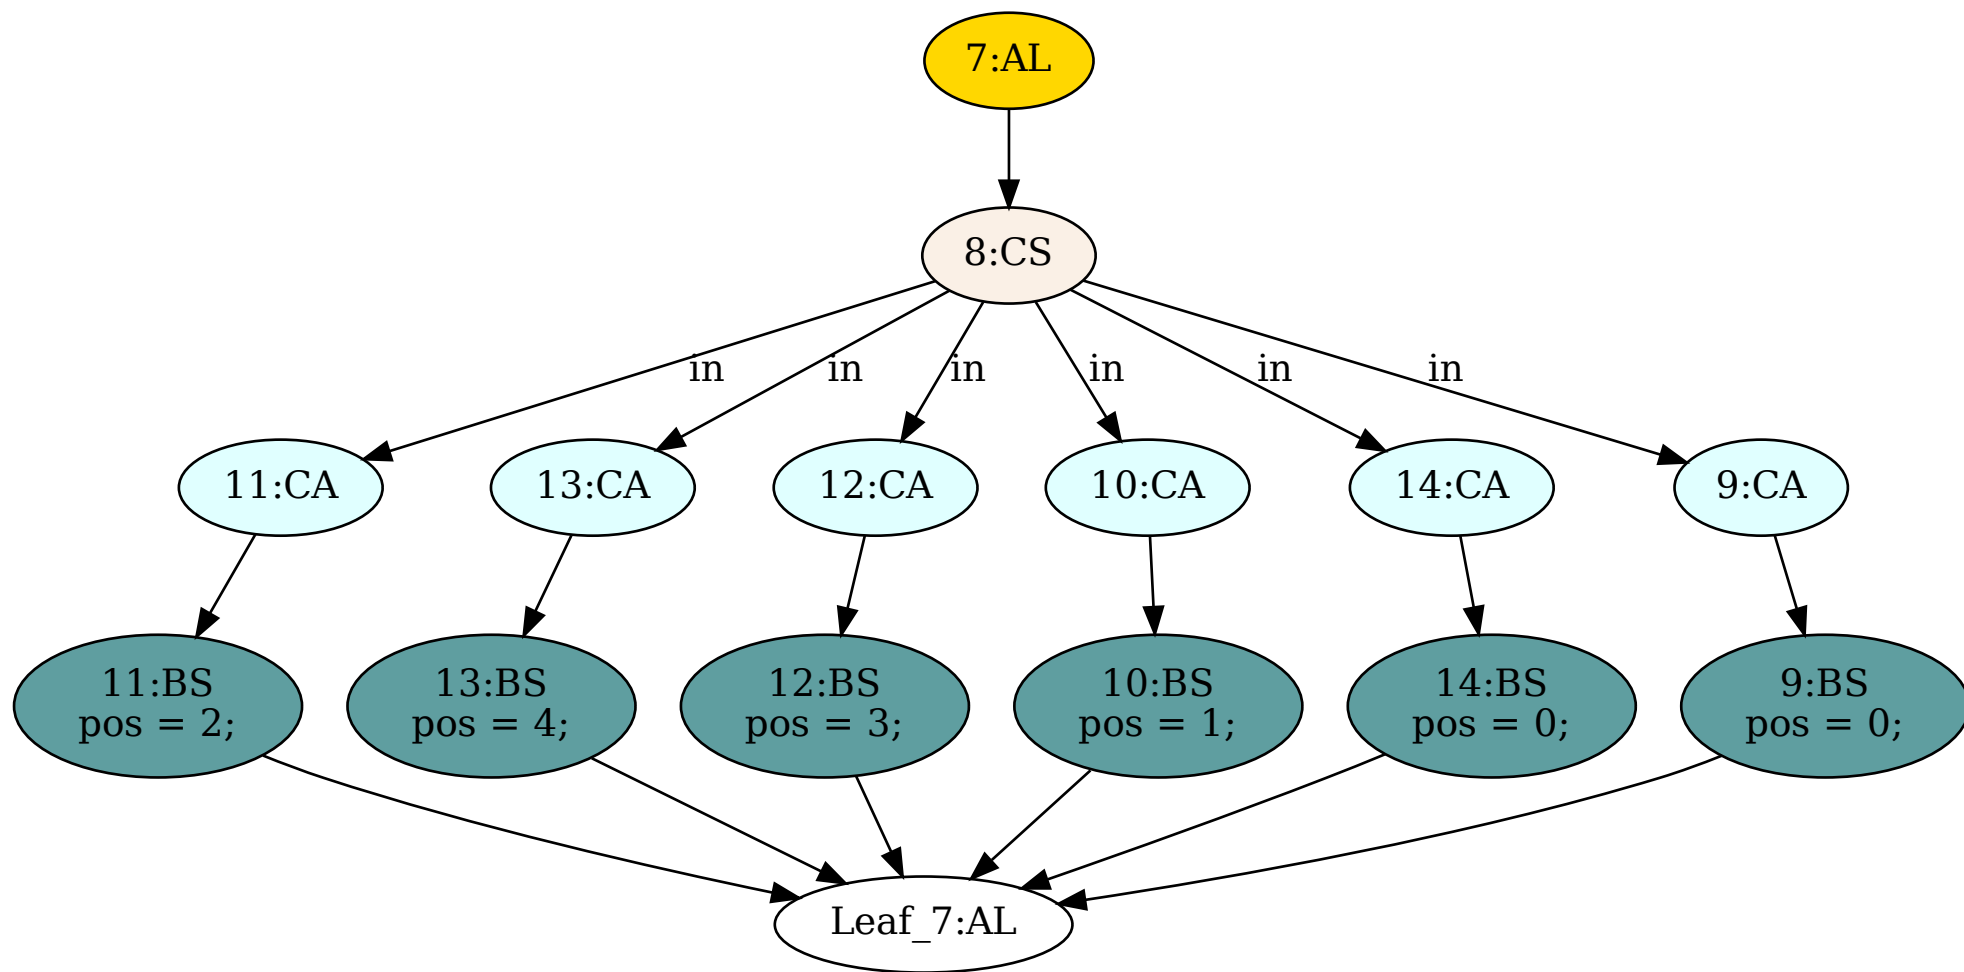 7:AL
8:CS
in
in
in
in
in
in
11:CA
13:CA
12:CA
10:CA
14:CA
9:CA
11:BS
pos = 2;
13:BS
pos = 4;
12:BS
pos = 3;
10:BS
pos = 1;
14:BS
pos = 0;
9:BS
pos = 0;
Leaf_7:AL